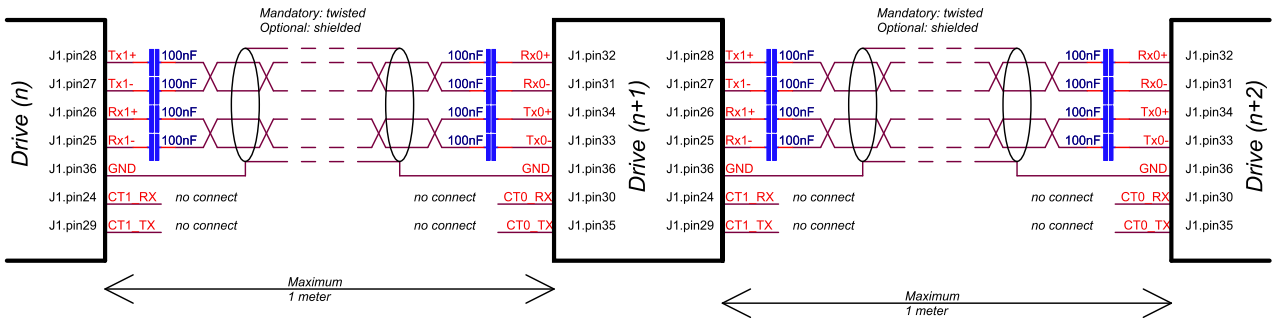 Mandatory: twisted
Optional: shielded
Mandatory: twisted
Optional: shielded
J1.pin28 Tx1+ 100nF 100nF Rx0+ J1.pin32 J1.pin28 Tx1+ 100nF 100nF Rx0+ J1.pin32
J1.pin27 Tx1- 100nF 100nF Rx0- J1.pin31 J1.pin27 Tx1- 100nF 100nF Rx0- J1.pin31
J1.pin26 Rx1+ 100nF 100nF Tx0+ J1.pin34 J1.pin26 Rx1+ 100nF 100nF Tx0+ J1.pin34
J1.pin25 Rx1- 100nF 100nF Tx0- J1.pin33 J1.pin25 Rx1- 100nF 100nF Tx0- J1.pin33
J1.pin36 GND GND J1.pin36 J1.pin36 GND GND J1.pin36
J1.pin24 CT1_RX no connect no connect CT0_RX J1.pin30 J1.pin24 CT1_RX no connect no connect CT0_RX J1.pin30
J1.pin29 CT1_TX no connect no connect CT0_TX J1.pin35 J1.pin29 CT1_TX no connect no connect CT0_TX J1.pin35
Drive (n)
Drive (n+1)
Drive (n+2)
Maximum
1 meter
Maximum
1 meter